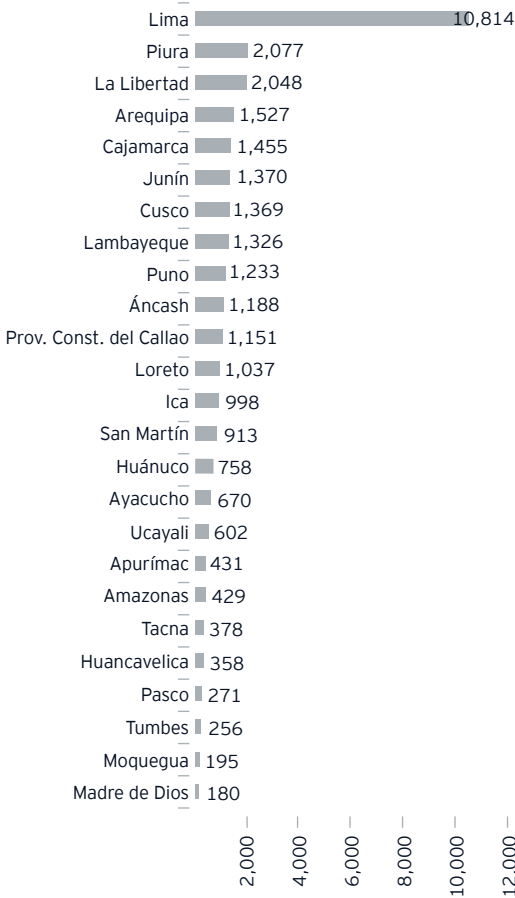 Lima 10,814
Piura 2,077
La Libertad 2,048
Arequipa 1,527
Cajamarca 1,455
Junín 1,370
Cusco 1,369
Lambayeque 1,326
Puno 1,233
Áncash 1,188
Prov. Const. del Callao 1,151
Loreto 1,037
Ica 998
San Martín 913
Huánuco 758
Ayacucho 670
Ucayali 602
Apurímac 431
Amazonas 429
Tacna 378
Huancavelica 358
Pasco 271
Tumbes 256
Moquegua 195
Madre de Dios 180
2,000 4,000 6,000 8,000 10,000 12,000